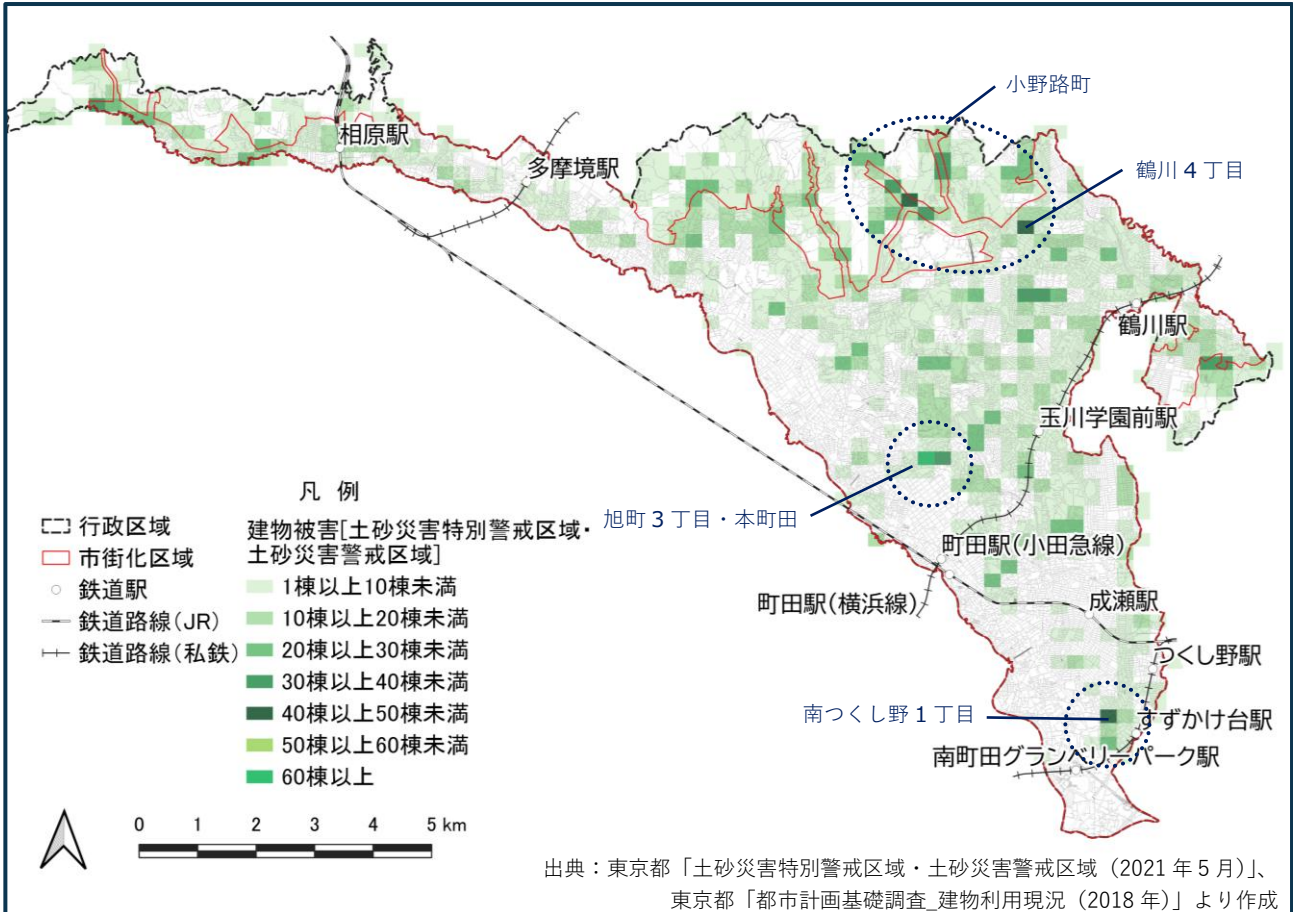 小野路町
鶴川４丁目
相原駅
多摩境駅
鶴川駅
玉川学園前駅
旭町３丁目・本町田
町田駅(小田急線)
町田駅(横浜線)
成瀬駅
つくし野駅
南つくし野１丁目
すずかけ台駅
南町田グランベリーパーク駅
凡 例
行政区域
市街化区域
鉄道駅
鉄道路線(JR)
鉄道路線(私鉄)
建物被害[土砂災害特別警戒区域・
土砂災害警戒区域]
1棟以上10棟未満
10棟以上20棟未満
20棟以上30棟未満
30棟以上40棟未満
40棟以上50棟未満
50棟以上60棟未満
60棟以上
0 1 2 3 4 5 km
出典：東京都「土砂災害特別警戒区域・土砂災害警戒区域（2021年5月）」、
東京都「都市計画基礎調査_建物利用現況（2018年）」より作成